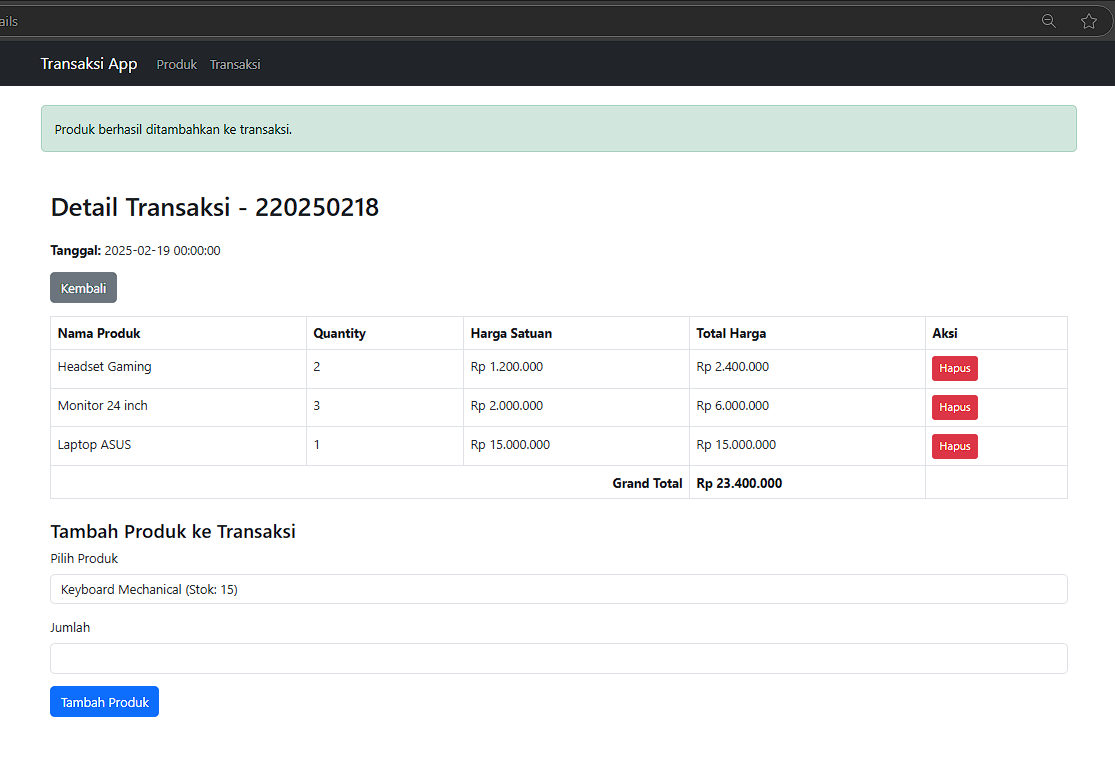 ails
Transaksi App Produk Transaksi
Produk berhasil ditambahkan ke transaksi.
Detail Transaksi - 220250218
Tanggal: 2025-02-19 00:00:00
Kembali
Nama Produk Quantity Harga Satuan Total Harga Aksi
Headset Gaming 2 Rp 1.200.000 Rp 2.400.000 Hapus
Monitor 24 inch 3 Rp 2.000.000 Rp 6.000.000 Hapus
Laptop ASUS 1 Rp 15.000.000 Rp 15.000.000 Hapus
Grand Total Rp 23.400.000
Tambah Produk ke Transaksi
Pilih Produk
Keyboard Mechanical (Stok: 15)
Jumlah
Tambah Produk